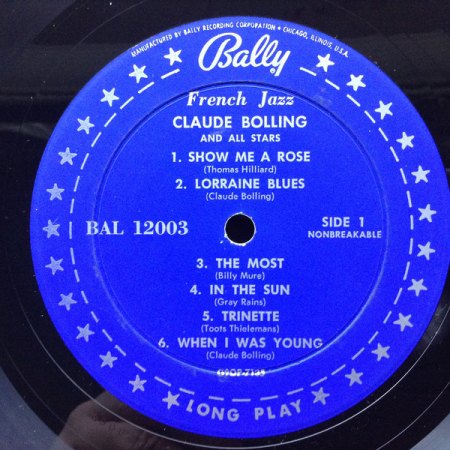 MANUFACTURED BY BALLY RECORDING CORPORATION • CHICAGO, ILLINOIS, U.S.A.
Bally
French Jazz
CLAUDE BOLLING
AND ALL STARS
1. SHOW ME A ROSE
(Thomas Hilliard)
2. LORRAINE BLUES
(Claude Bolling)
BAL 12003
SIDE 1
NONBREAKABLE
3. THE MOST
(Billy Mure)
4. IN THE SUN
(Gray Rains)
5. TRINETTE
(Toots Thielemans)
6. WHEN I WAS YOUNG
(Claude Bolling)
LONG PLAY